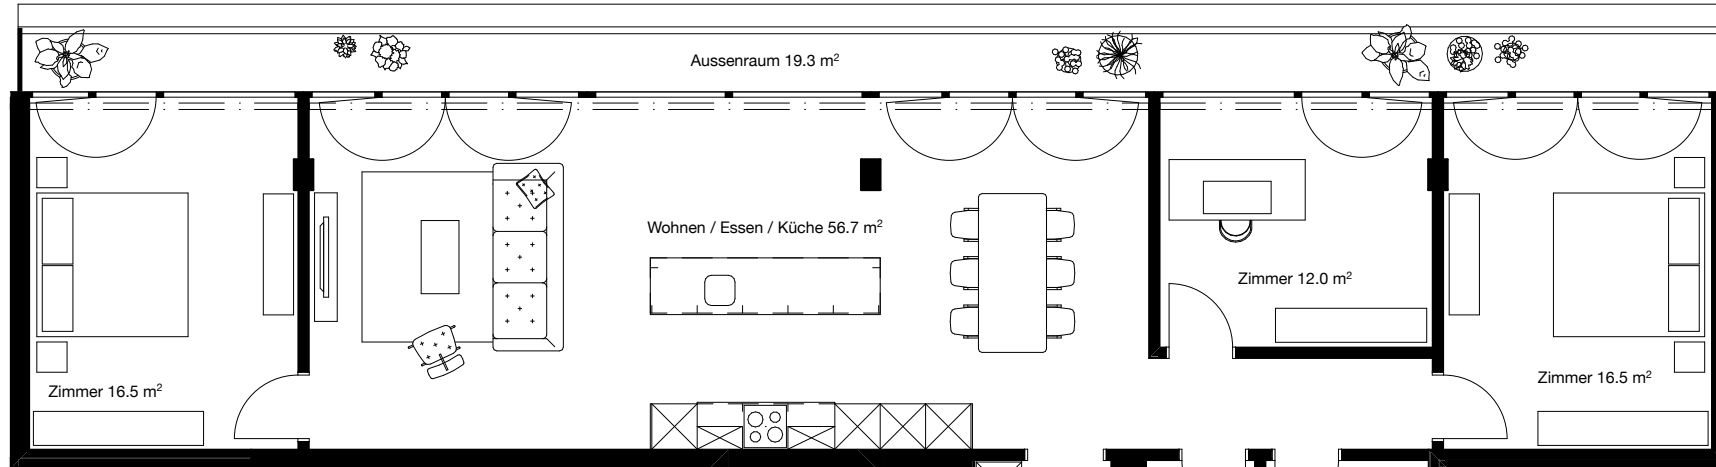 Aussenraum 19.3 m²
Wohnen / Essen / Küche 56.7 m²
Zimmer 12.0 m²
Zimmer 16.5 m²
Zimmer 16.5 m²